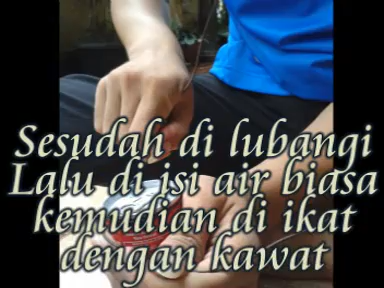 Sesudah di lubangi
Lalu di isi air biasa
kemudian di ikat
dengan kawat